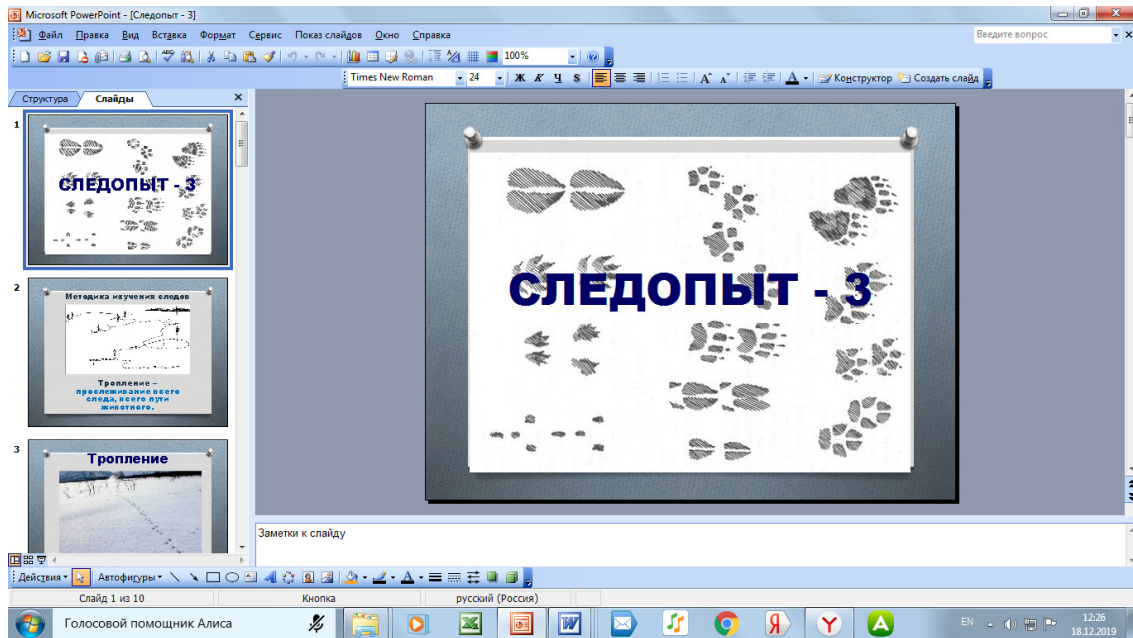 Microsoft PowerPoint - [Следопыт - 3]
Файл Правка Вид Вставка Формат Сервис Показ слайдов Окно Справка
Введите вопрос
100%
Times New Roman 24 Ж К Ч S
Конструктор Создать слайд
Структура Слайды
1
СЛЕДОПЫТ - 3
2
Методика изучения следов
Тропление –
прослеживание всего
следа, всего пути
животного.
3
Тропление
СЛЕДОПЫТ - 3
Заметки к слайду
Действия Автофигуры
Слайд 1 из 10 Кнопка русский (Россия)
Голосовой помощник Алиса
EN
12:26
18.12.2019